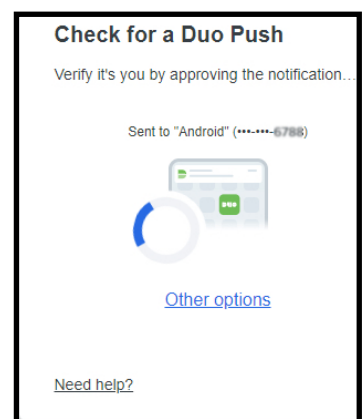 Check for a Duo Push
Verify it's you by approving the notification...
Sent to "Android" (•••-•••-6788)
DUO
Other options
Need help?